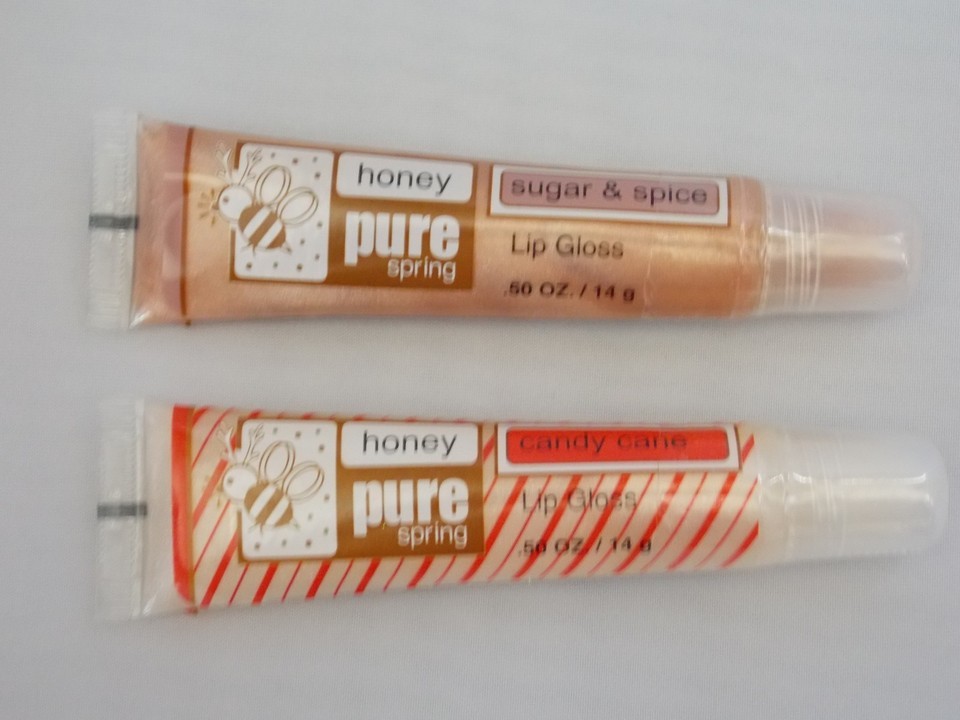 honey
pure
spring
sugar & spice
Lip Gloss
.50 OZ. / 14 g
honey
pure
spring
candy cane
Lip Gloss
.50 OZ. / 14 g